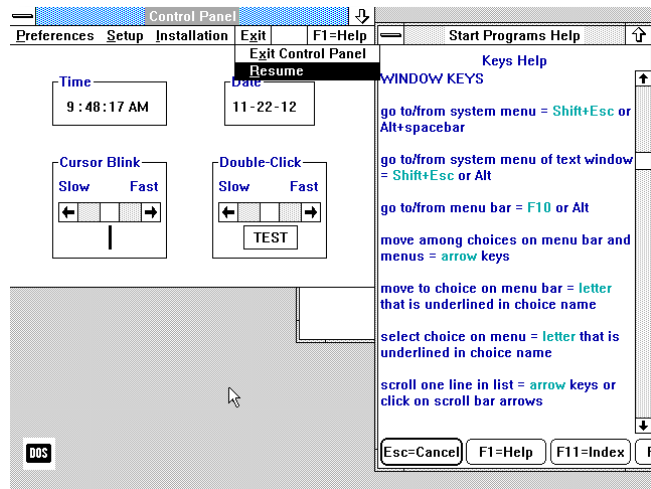 Control Panel
Preferences Setup Installation Exit F1=Help
Exit Control Panel
Resume
Time
9:48:17 AM
Date
11-22-12
Cursor Blink
Slow Fast
Double-Click
Slow Fast
TEST
DOS
Start Programs Help
Keys Help
WINDOW KEYS
go to/from system menu = Shift+Esc or
Alt+spacebar
go to/from system menu of text window
= Shift+Esc or Alt
go to/from menu bar = F10 or Alt
move among choices on menu bar and
menus = arrow keys
move to choice on menu bar = letter
that is underlined in choice name
select choice on menu = letter that is
underlined in choice name
scroll one line in list = arrow keys or
click on scroll bar arrows
Esc=Cancel F1=Help F11=Index